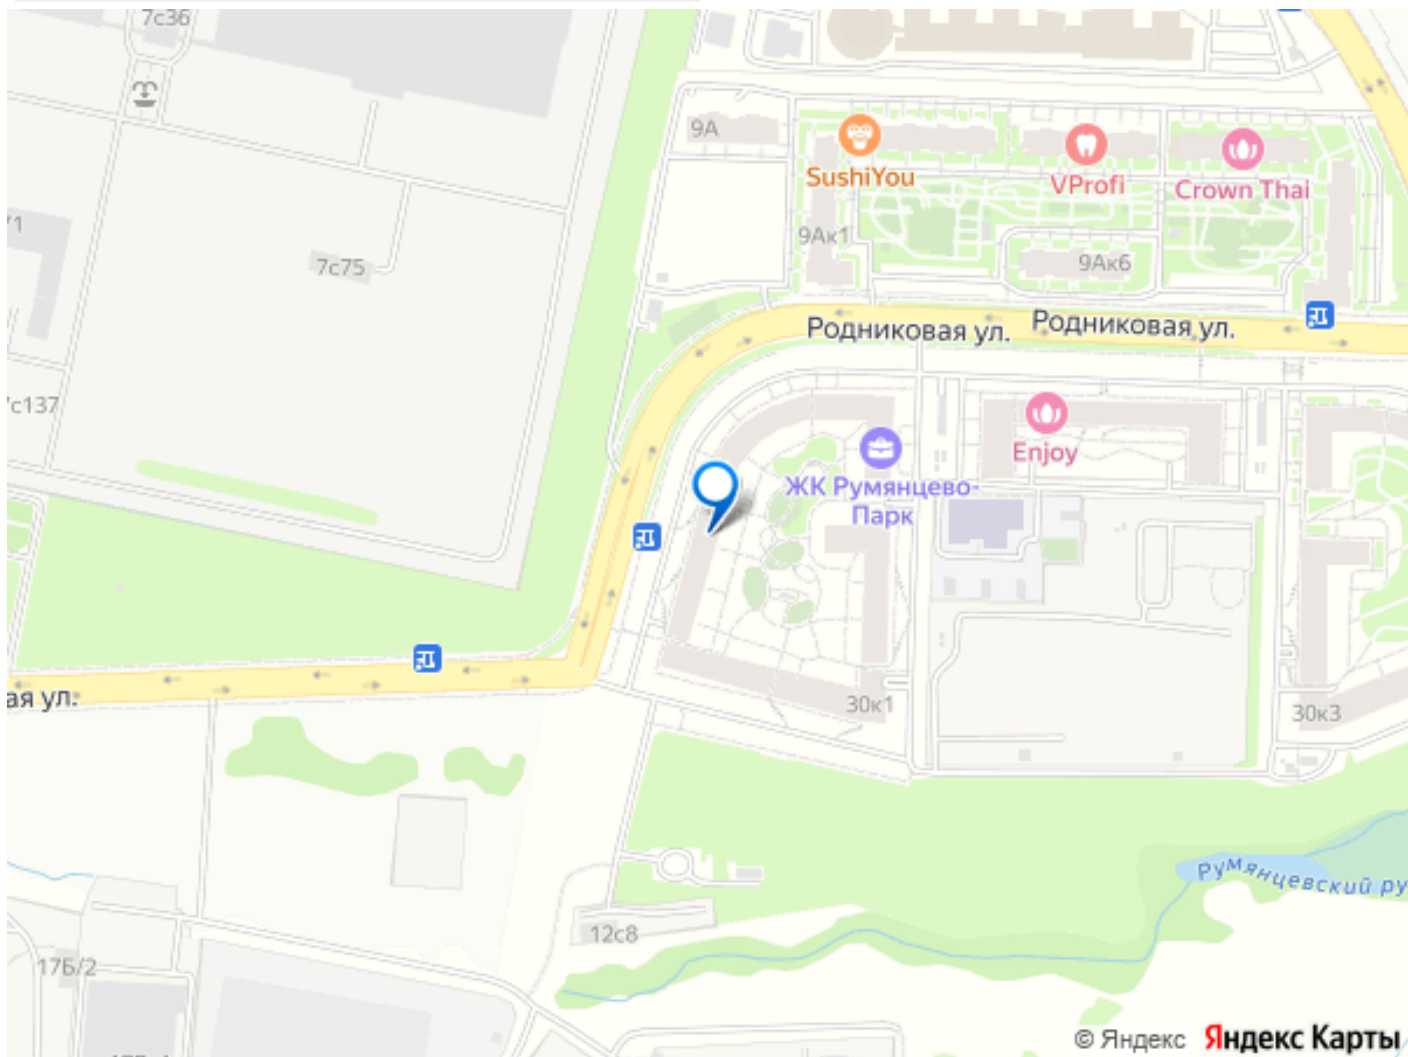 7с36
9А
SushiYou
VProfi
Crown Thai
9Ак1
9Ак6
7с75
Родниковая ул.
Родниковая ул.
Enjoy
ЖК Румянцево-
Парк
ая ул.
30к1
30к3
Румянцевский ру
12с8
17Б/2
© Яндекс Яндекс Карты